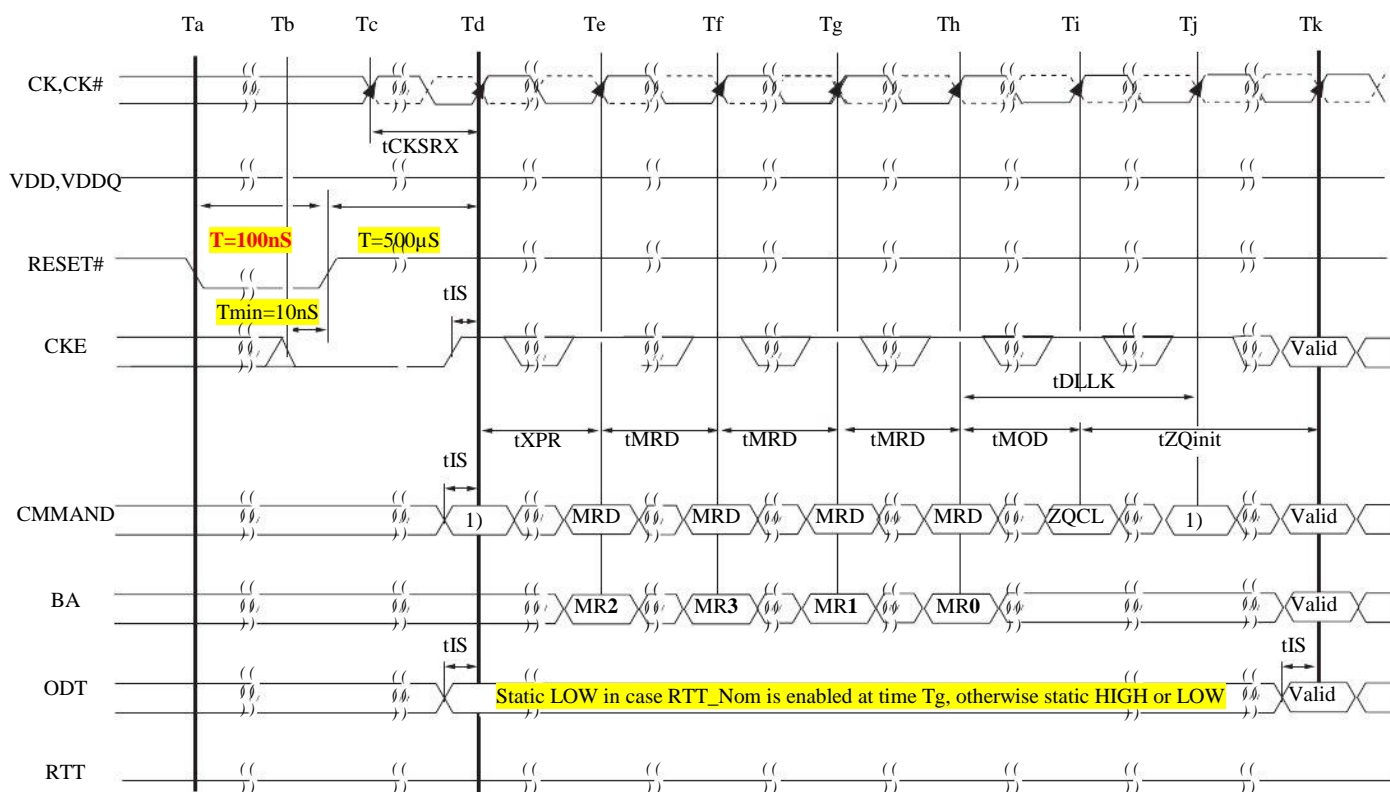 Ta Tb Tc Td Te Tf Tg Th Ti Tj Tk
CK,CK#
tCKSRX
VDD,VDDQ
T=100nS T=500µS
RESET#
Tmin=10nS tIS
CKE Valid
tDLLK
tXPR tMRD tMRD tMRD tMOD tZQinit
tIS
CMMAND 1) MRD MRD MRD MRD ZQCL 1) Valid
BA MR2 MR3 MR1 MR0 Valid
tIS tIS
ODT Static LOW in case RTT_Nom is enabled at time Tg, otherwise static HIGH or LOW Valid
RTT